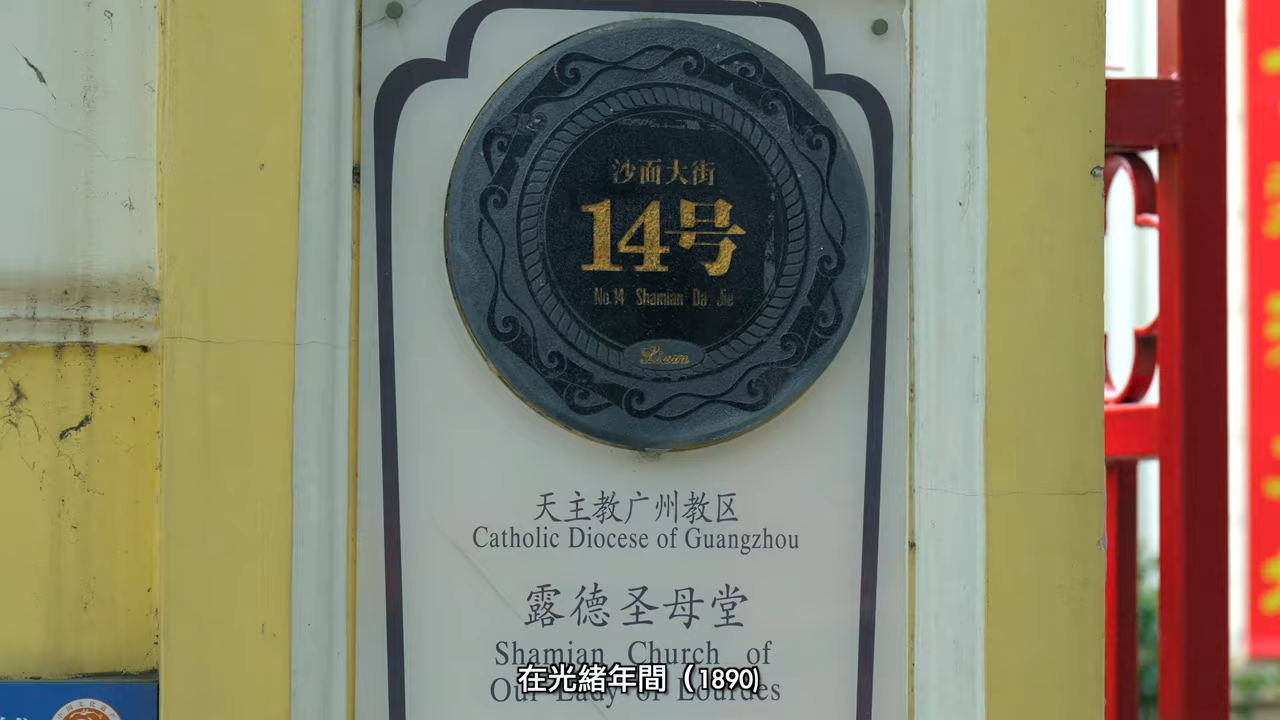 沙面大街
14号
No.14 Shamian Da Jie
Liwan
天主教广州教区
Catholic Diocese of Guangzhou
露德圣母堂
Shamian Church of
Our Lady of Lourdes
在光緒年間（1890)